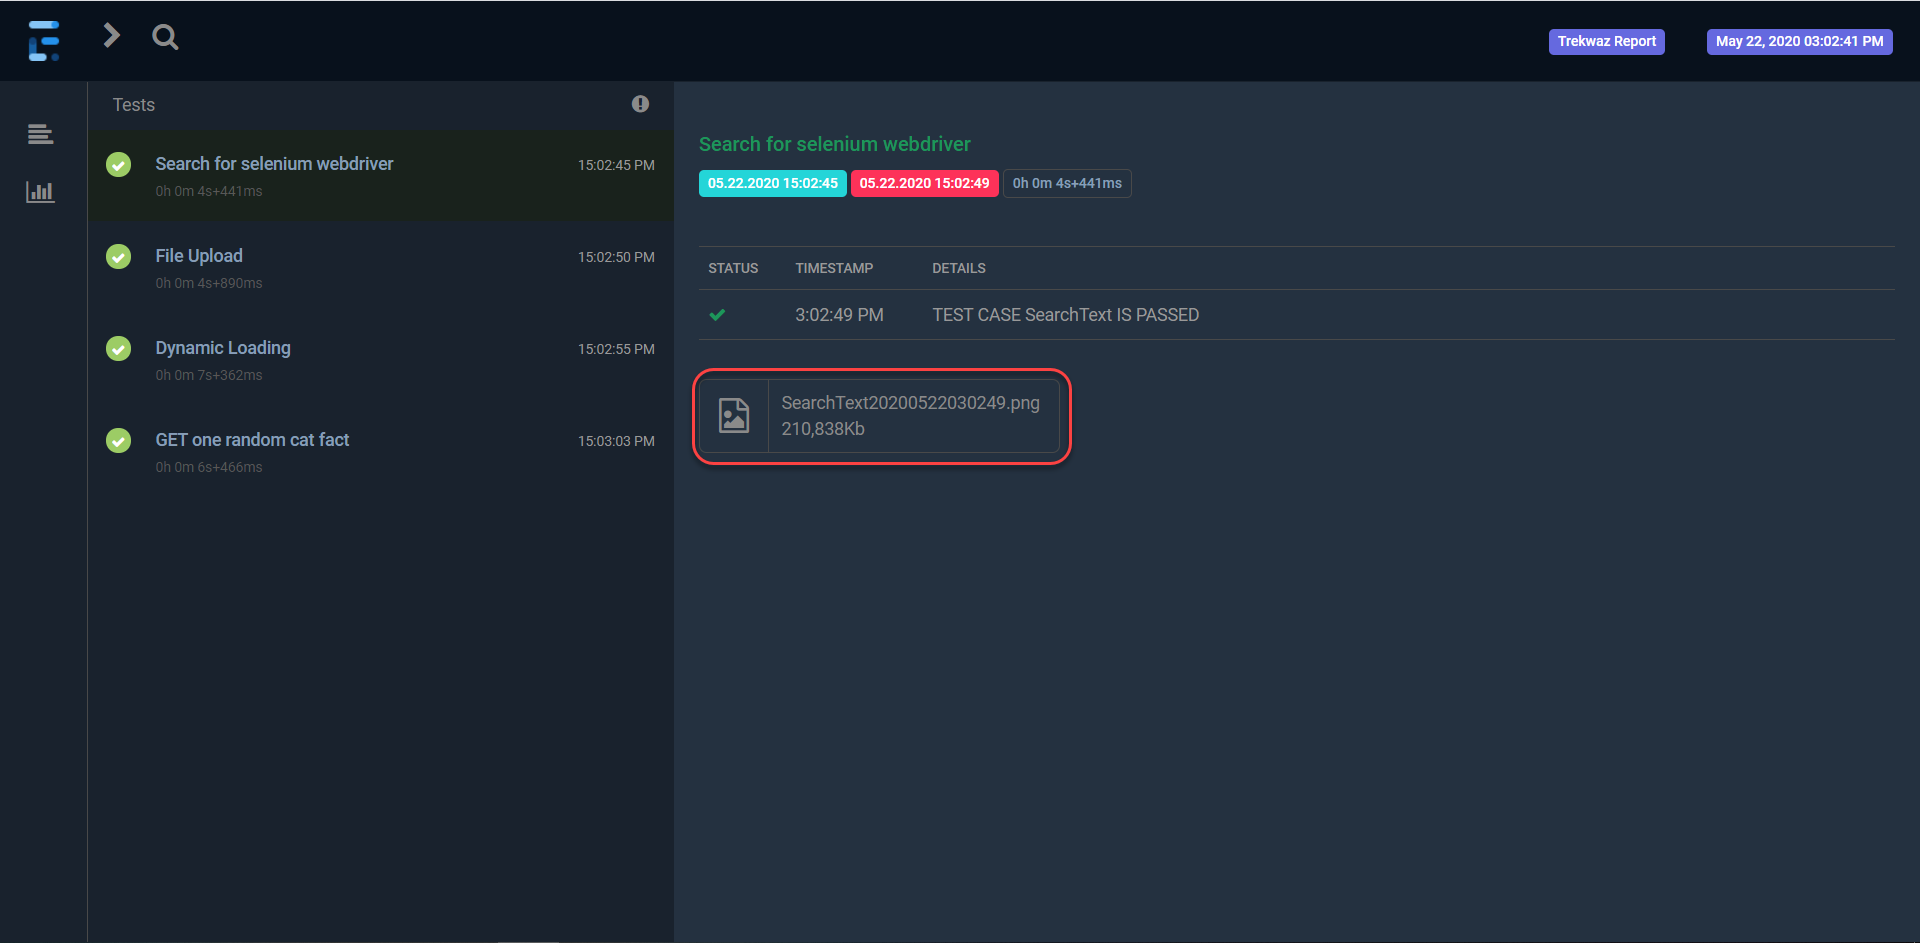 Trekwaz Report
May 22, 2020 03:02:41 PM
Tests
Search for selenium webdriver
15:02:45 PM
0h 0m 4s+441ms
File Upload
15:02:50 PM
0h 0m 4s+890ms
Dynamic Loading
15:02:55 PM
0h 0m 7s+362ms
GET one random cat fact
15:03:03 PM
0h 0m 6s+466ms
Search for selenium webdriver
05.22.2020 15:02:45 05.22.2020 15:02:49 0h 0m 4s+441ms
STATUS TIMESTAMP DETAILS
3:02:49 PM TEST CASE SearchText IS PASSED
SearchText20200522030249.png
210,838Kb